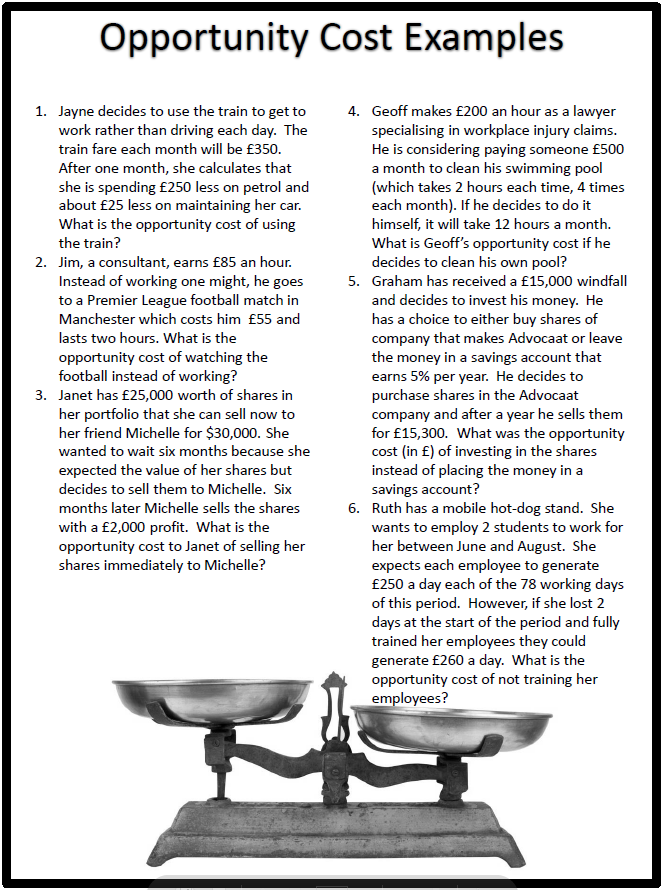 Opportunity Cost Examples
1. Jayne decides to use the train to get to
work rather than driving each day. The
train fare each month will be £350.
After one month, she calculates that
she is spending £250 less on petrol and
about £25 less on maintaining her car.
What is the opportunity cost of using
the train?
2. Jim, a consultant, earns £85 an hour.
Instead of working one might, he goes
to a Premier League football match in
Manchester which costs him £55 and
lasts two hours. What is the
opportunity cost of watching the
football instead of working?
3. Janet has £25,000 worth of shares in
her portfolio that she can sell now to
her friend Michelle for $30,000. She
wanted to wait six months because she
expected the value of her shares but
decides to sell them to Michelle. Six
months later Michelle sells the shares
with a £2,000 profit. What is the
opportunity cost to Janet of selling her
shares immediately to Michelle?
4. Geoff makes £200 an hour as a lawyer
specialising in workplace injury claims.
He is considering paying someone £500
a month to clean his swimming pool
(which takes 2 hours each time, 4 times
each month). If he decides to do it
himself, it will take 12 hours a month.
What is Geoff’s opportunity cost if he
decides to clean his own pool?
5. Graham has received a £15,000 windfall
and decides to invest his money. He
has a choice to either buy shares of
company that makes Advocaat or leave
the money in a savings account that
earns 5% per year. He decides to
purchase shares in the Advocaat
company and after a year he sells them
for £15,300. What was the opportunity
cost (in £) of investing in the shares
instead of placing the money in a
savings account?
6. Ruth has a mobile hot-dog stand. She
wants to employ 2 students to work for
her between June and August. She
expects each employee to generate
£250 a day each of the 78 working days
of this period. However, if she lost 2
days at the start of the period and fully
trained her employees they could
generate £260 a day. What is the
opportunity cost of not training her
employees?